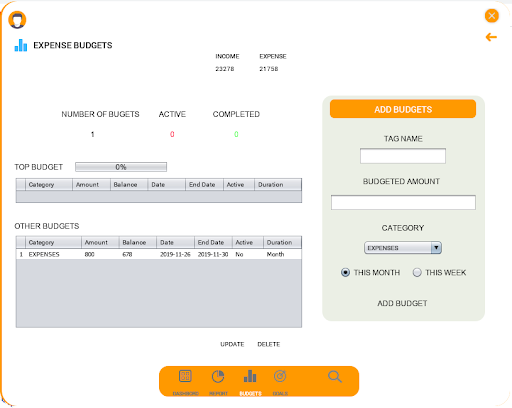 EXPENSE BUDGETS
INCOME EXPENSE
23278 21758
NUMBER OF BUGETS ACTIVE COMPLETED
1 0 0
TOP BUDGET 0%
Category Amount Balance Date End Date Active Duration
OTHER BUDGETS
Category Amount Balance Date End Date Active Duration
1 EXPENSES 800 678 2019-11-26 2019-11-30 No Month
UPDATE DELETE
ADD BUDGETS
TAG NAME
BUDGETED AMOUNT
CATEGORY
EXPENSES
THIS MONTH THIS WEEK
ADD BUDGET
REPORT BUDGETS GOALS